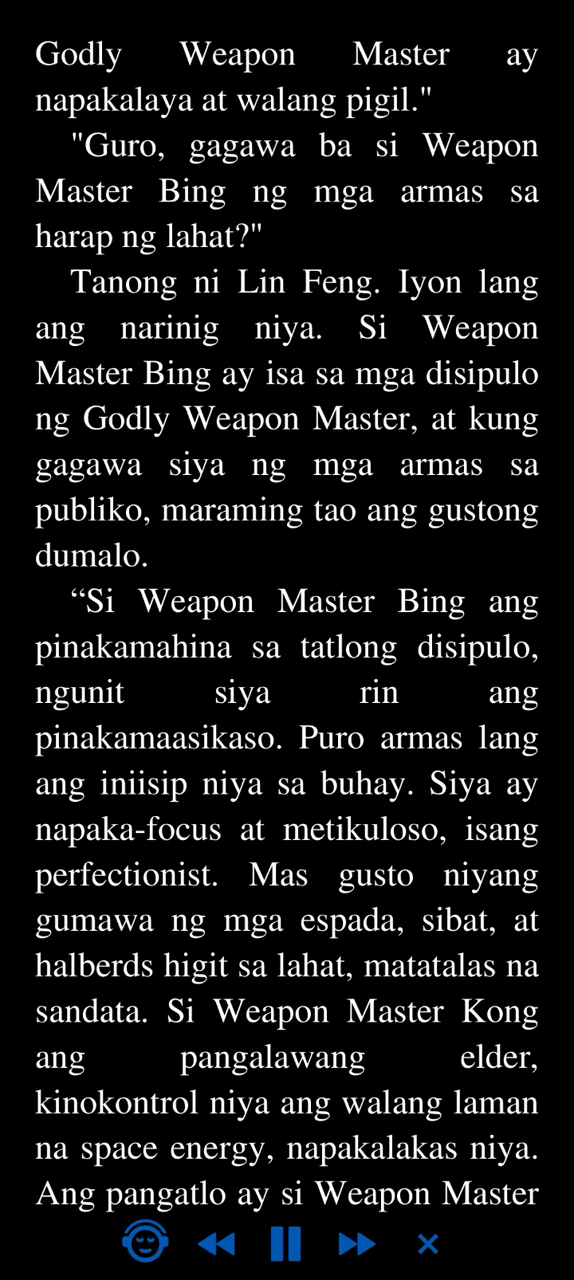 Godly Weapon Master ay
napakalaya at walang pigil."
"Guro, gagawa ba si Weapon
Master Bing ng mga armas sa
harap ng lahat?"
Tanong ni Lin Feng. Iyon lang
ang narinig niya. Si Weapon
Master Bing ay isa sa mga disipulo
ng Godly Weapon Master, at kung
gagawa siya ng mga armas sa
publiko, maraming tao ang gustong
dumalo.
“Si Weapon Master Bing ang
pinakamahina sa tatlong disipulo,
ngunit siya rin ang
pinakamaasikaso. Puro armas lang
ang iniisip niya sa buhay. Siya ay
napaka-focus at metikuloso, isang
perfectionist. Mas gusto niyang
gumawa ng mga espada, sibat, at
halberds higit sa lahat, matatalas na
sandata. Si Weapon Master Kong
ang pangalawang elder,
kinokontrol niya ang walang laman
na space energy, napakalakas niya.
Ang pangatlo ay si Weapon Master